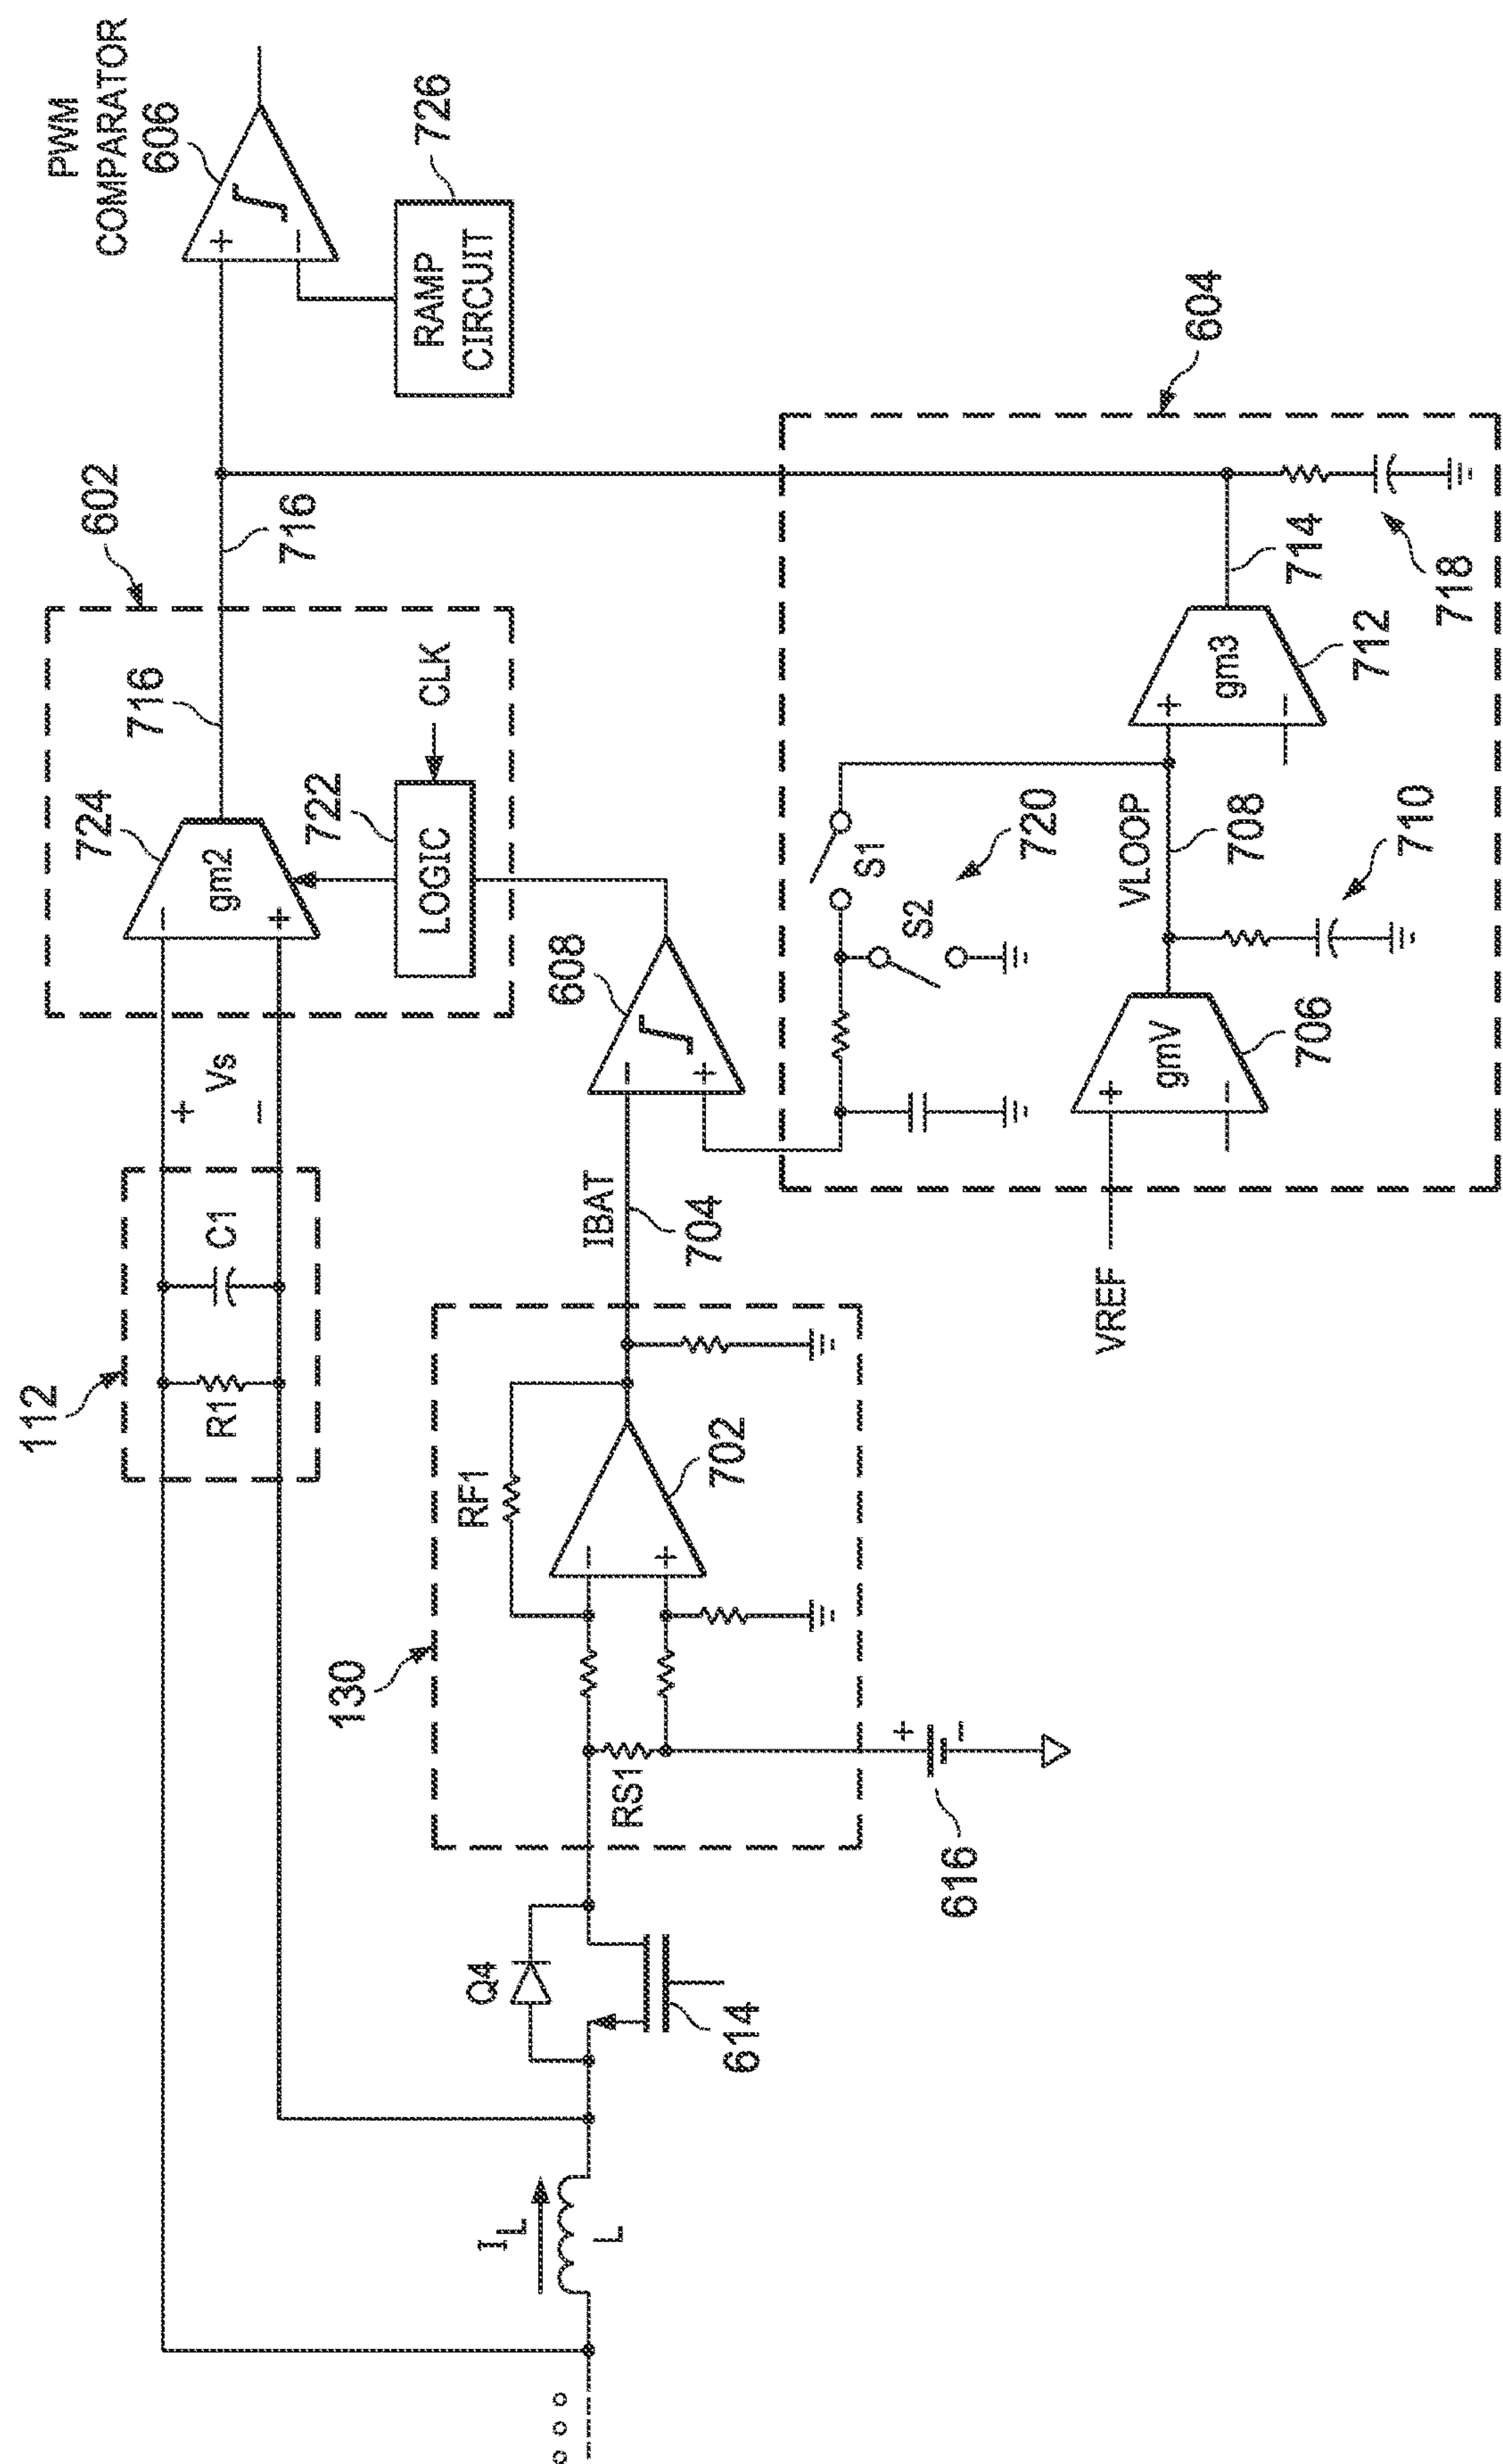 PWM
COMPARATOR
606
726
RAMP
CIRCUIT
+
−
602
716
716
724
gm2
−
+
722
LOGIC
CLK
112
R1
C1
+
Vs
−
608
−
+
IBAT
704
130
RF1
702
−
+
RS1
616
+
−
Q4
614
IL
L
604
720
S1
S2
VLOOP
708
710
gmV
+
−
706
VREF
gm3
+
−
712
714
718